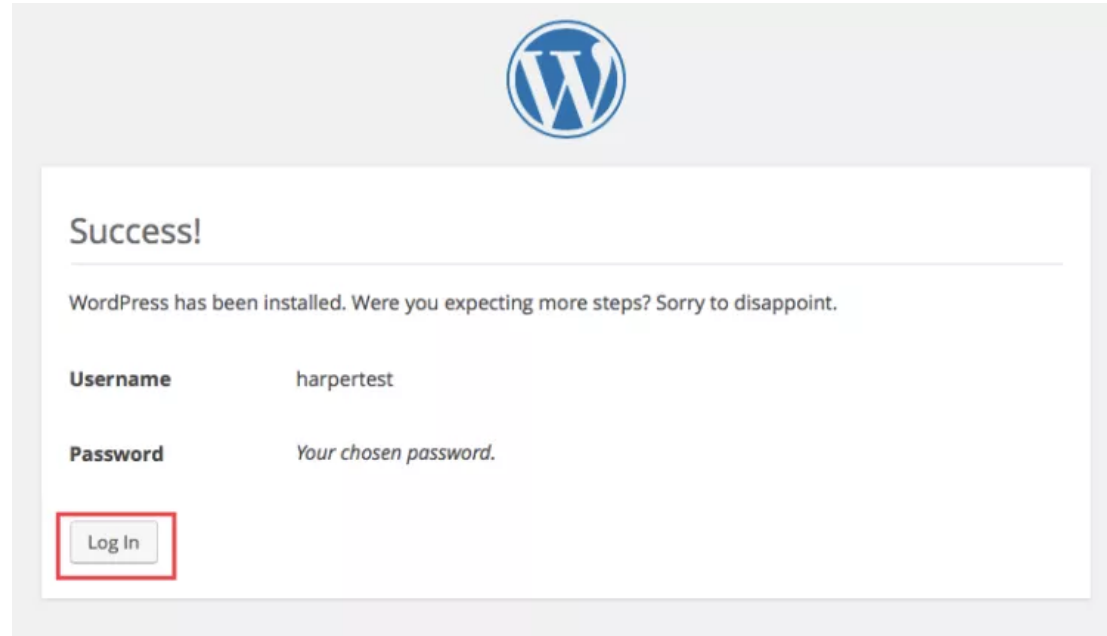 Success!
WordPress has been installed. Were you expecting more steps? Sorry to disappoint.
Username harpertest
Password Your chosen password.
Log In